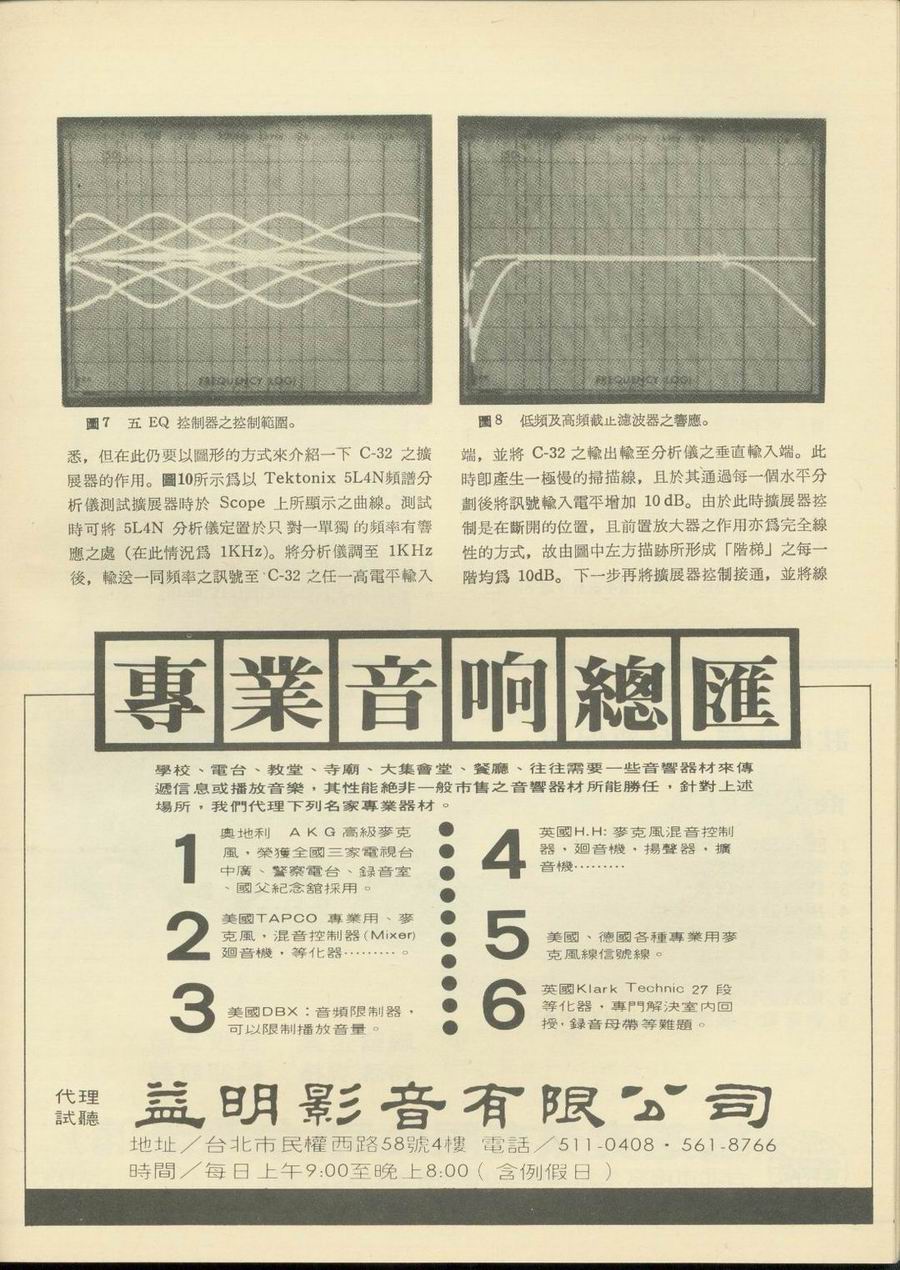 FREQUENCY (LOG)
FREQUENCY (LOG)
圖7 五 EQ 控制器之控制範圍。
圖8 低頻及高頻截止濾波器之響應。
悉，但在此仍要以圖形的方式來介紹一下 C-32 之擴
展器的作用。圖10所示爲以 Tektonix 5L4N頻譜分
析儀測試擴展器時於 Scope 上所顯示之曲線。測試
時可將 5L4N 分析儀定置於只對一單獨的頻率有響
應之處（在此情況爲 1KHz）。將分析儀調至 1KHz
後，輸送一同頻率之訊號至 C-32 之任一高電平輸入
端，並將 C-32 之輸出輸至分析儀之垂直輸入端。此
時卽產生一極慢的掃描線，且於其通過每一個水平分
劃後將訊號輸入電平增加 10dB。由於此時擴展器控
制是在斷開的位置，且前置放大器之作用亦爲完全線
性的方式，故由圖中左方描跡所形成「階梯」之每一
階均爲 10dB。下一步再將擴展器控制接通，並將線
專業音响總匯
學校、電台、教堂、寺廟、大集會堂、餐廳、往往需要一些音響器材來傳
遞信息或播放音樂，其性能絕非一般市售之音響器材所能勝任，針對上述
場所，我們代理下列名家專業器材。
1 奧地利 AKG高級麥克
風，榮獲全國三家電視台
中廣、警察電台、錄音室
、國父紀念舘採用。
2 美國TAPCO 專業用、麥
克風，混音控制器(Mixer)
廻音機，等化器………。
3 美國DBX：音頻限制器，
可以限制播放音量。
4 英國H.H: 麥克風混音控制
器，廻音機，揚聲器，擴
音機………
5 美國、德國各種專業用麥
克風線信號線。
6 英國Klark Technic 27 段
等化器，專門解決室內回
授，錄音母帶等難題。
代理
試聽
益明影音有限公司
地址／台北市民權西路58號4樓 電話／511-0408・561-8766
時間／每日上午9:00至晚上8:00（含例假日）